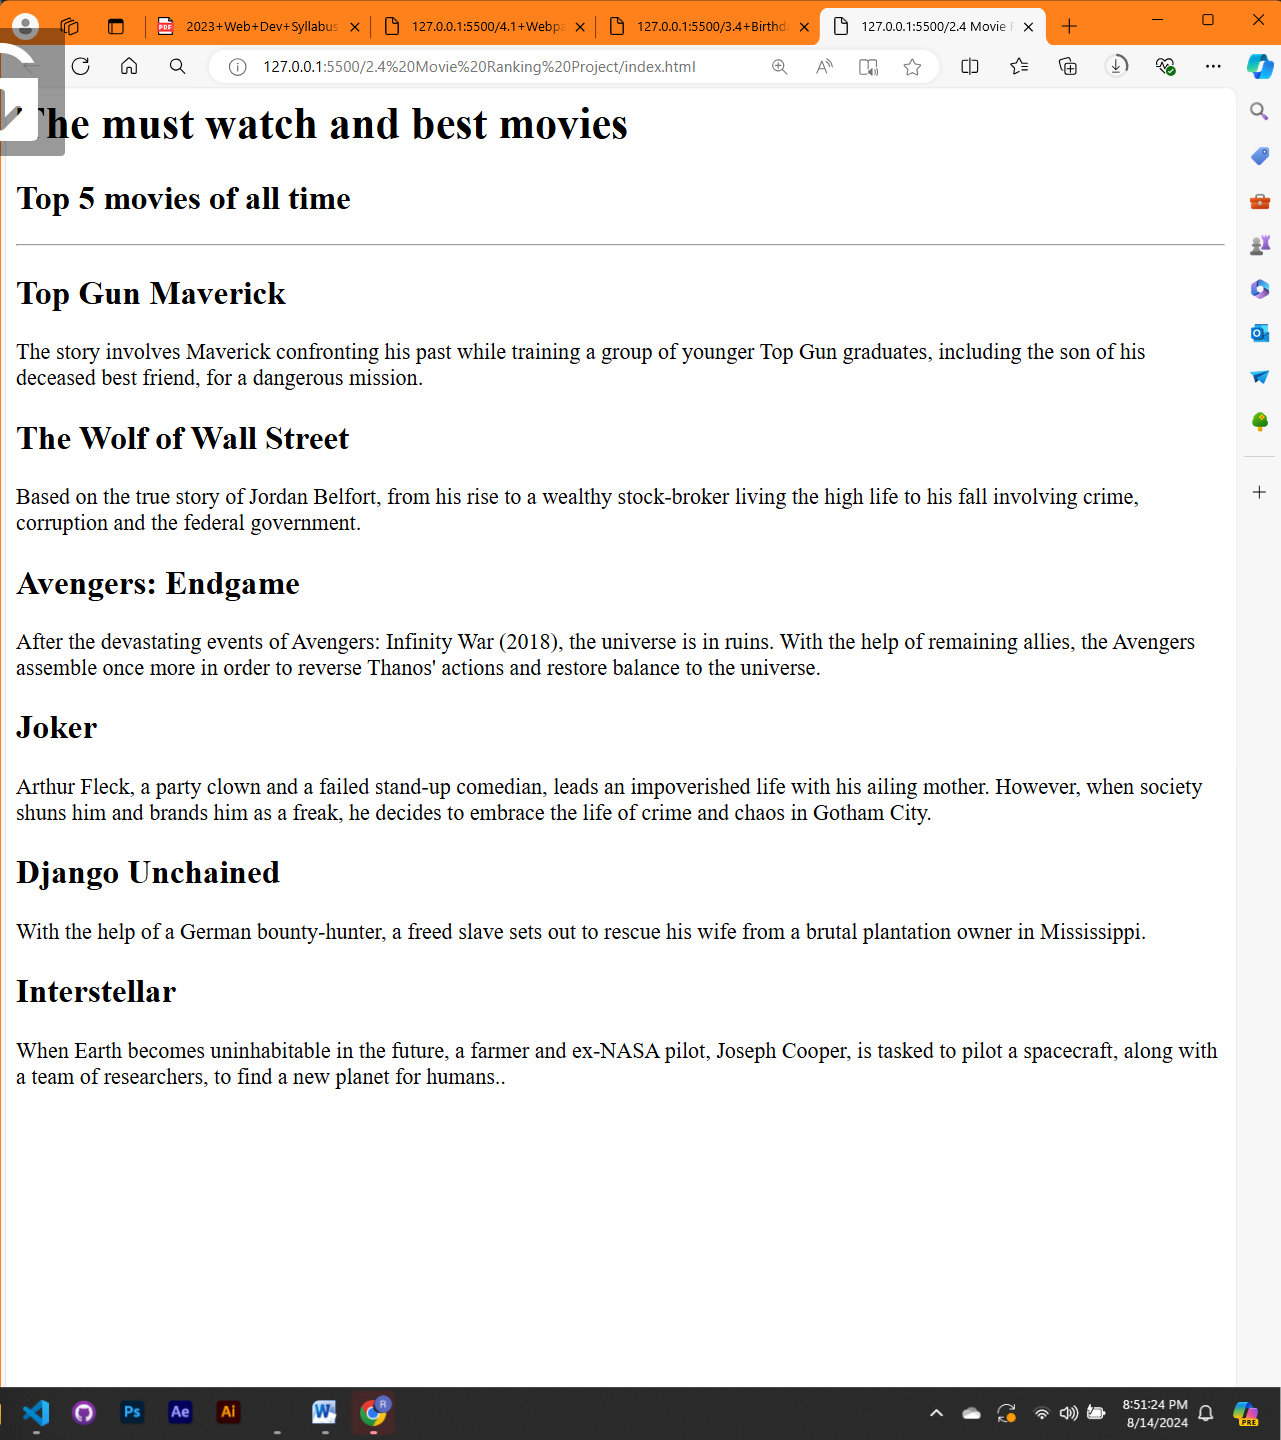 2023+Web+Dev+Syllabus
127.0.0.1:5500/4.1+Webpa
127.0.0.1:5500/3.4+Birthda
127.0.0.1:5500/2.4 Movie
127.0.0.1:5500/2.4%20Movie%20Ranking%20Project/index.html
The must watch and best movies
Top 5 movies of all time
Top Gun Maverick
The story involves Maverick confronting his past while training a group of younger Top Gun graduates, including the son of his
deceased best friend, for a dangerous mission.
The Wolf of Wall Street
Based on the true story of Jordan Belfort, from his rise to a wealthy stock-broker living the high life to his fall involving crime,
corruption and the federal government.
Avengers: Endgame
After the devastating events of Avengers: Infinity War (2018), the universe is in ruins. With the help of remaining allies, the Avengers
assemble once more in order to reverse Thanos' actions and restore balance to the universe.
Joker
Arthur Fleck, a party clown and a failed stand-up comedian, leads an impoverished life with his ailing mother. However, when society
shuns him and brands him as a freak, he decides to embrace the life of crime and chaos in Gotham City.
Django Unchained
With the help of a German bounty-hunter, a freed slave sets out to rescue his wife from a brutal plantation owner in Mississippi.
Interstellar
When Earth becomes uninhabitable in the future, a farmer and ex-NASA pilot, Joseph Cooper, is tasked to pilot a spacecraft, along with
a team of researchers, to find a new planet for humans..
Ps
Ae
Ai
W
R
8:51:24 PM
8/14/2024
PRE